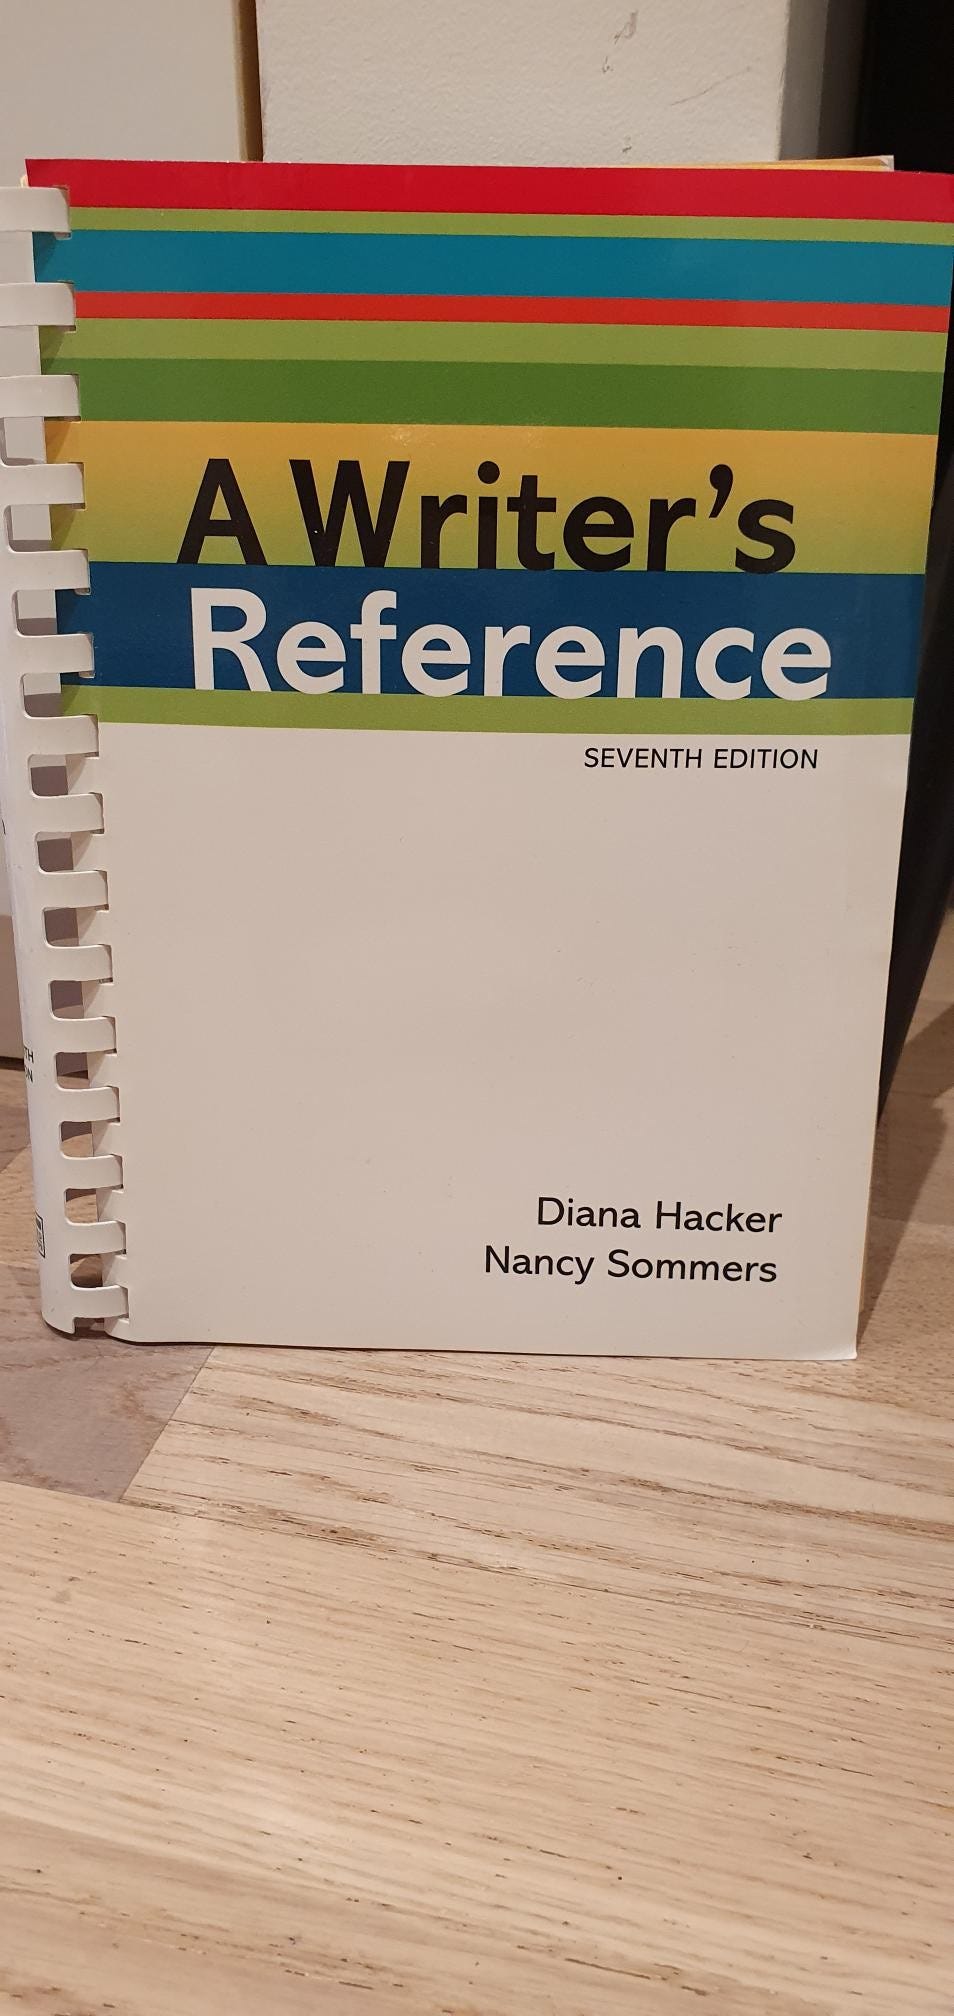 A Writer's
Reference
SEVENTH EDITION
Diana Hacker
Nancy Sommers